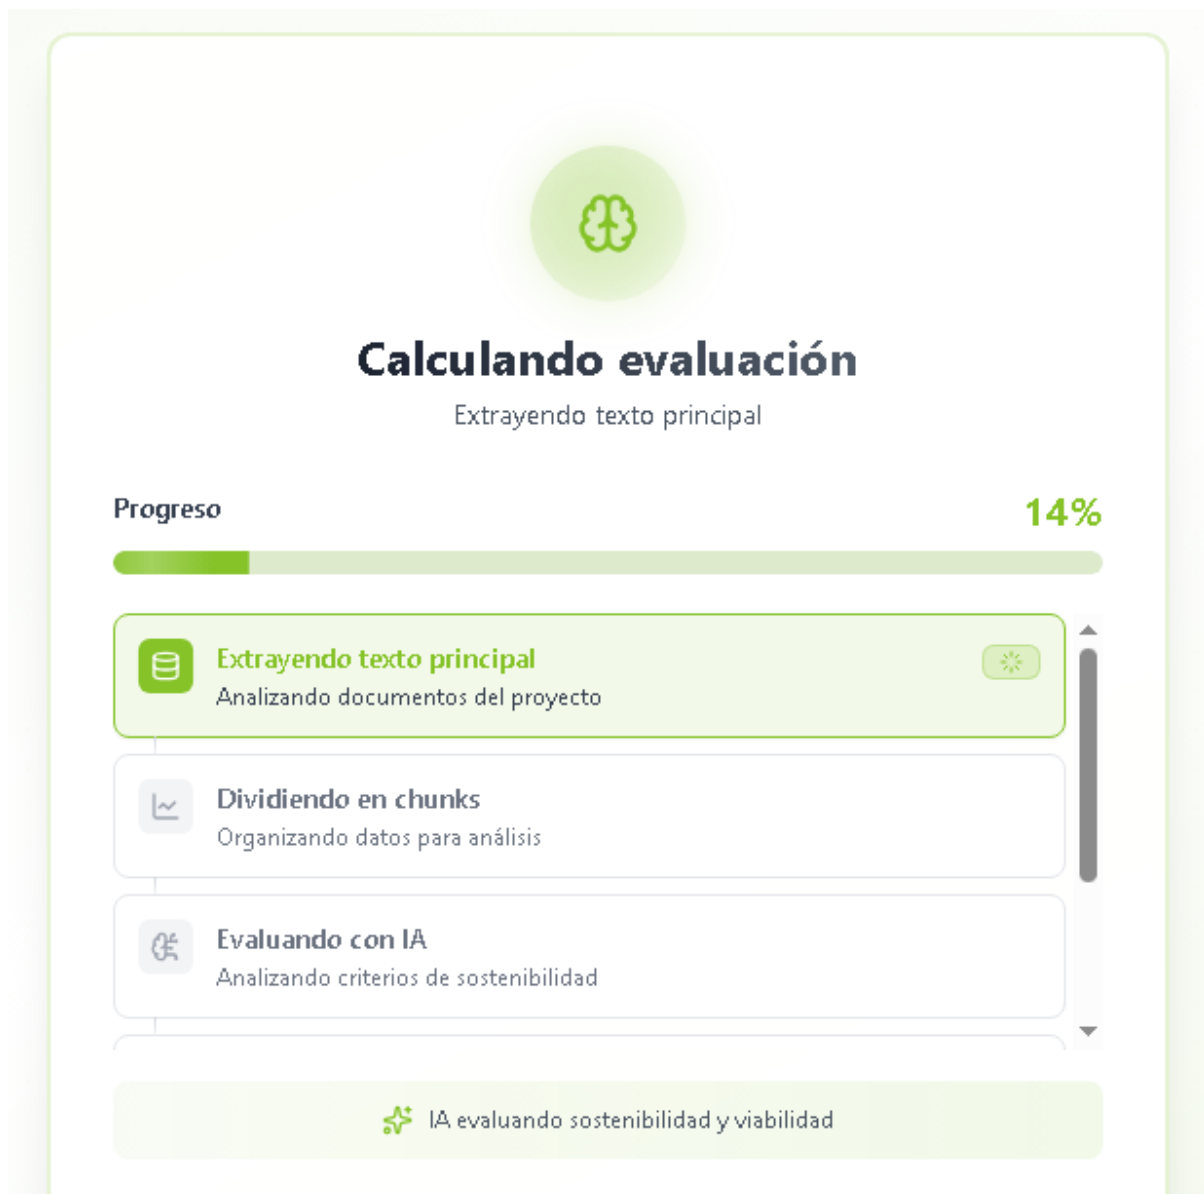 Calculando evaluación
Extrayendo texto principal
Progreso
14%
Extrayendo texto principal
Analizando documentos del proyecto
Dividiendo en chunks
Organizando datos para análisis
Evaluando con IA
Analizando criterios de sostenibilidad
IA evaluando sostenibilidad y viabilidad